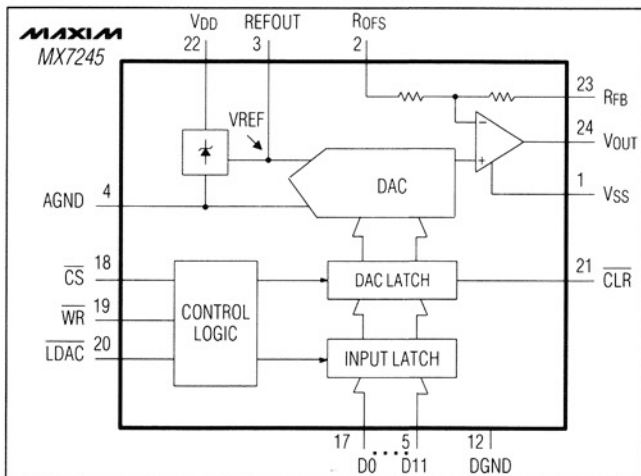 MAXIM
MX7245
VDD
22
REFOUT
3
ROFS
2
23
RFB
24
VOUT
1
VSS
VREF
DAC
4
AGND
−
+
18
CS
19
WR
20
LDAC
CONTROL
LOGIC
DAC LATCH
21
CLR
INPUT LATCH
17
5
12
D0
D11
DGND